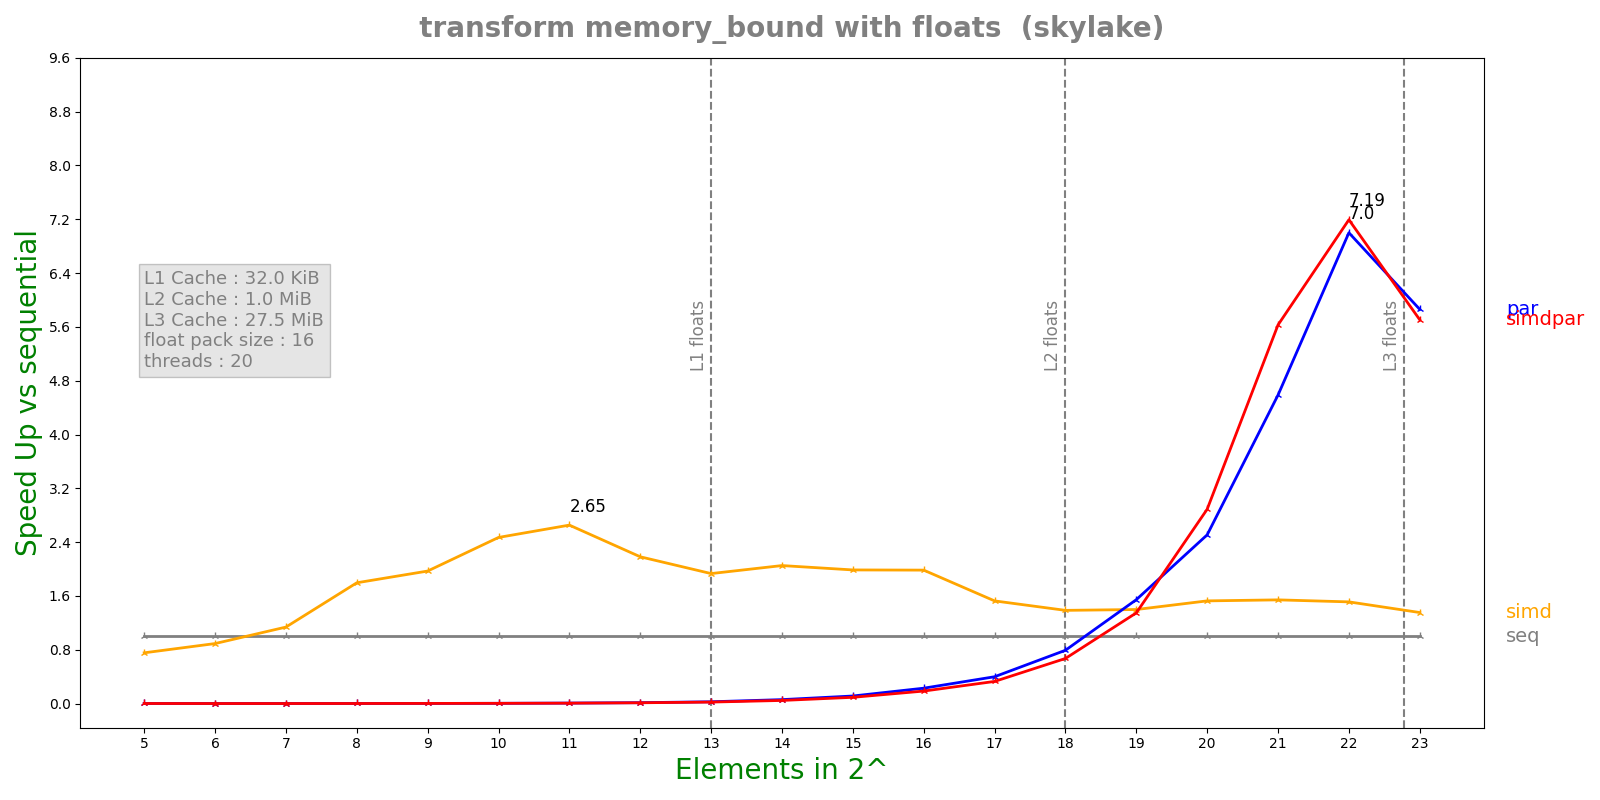 transform memory_bound with floats (skylake)
Speed Up vs sequential
9.6
8.8
8.0
7.2
6.4
5.6
4.8
4.0
3.2
2.4
1.6
0.8
0.0
L1 Cache : 32.0 KiB
L2 Cache : 1.0 MiB
L3 Cache : 27.5 MiB
float pack size : 16
threads : 20
2.65
L1 floats
L2 floats
L3 floats
7.19
7.0
par
simdpar
simd
seq
5 6 7 8 9 10 11 12 13 14 15 16 17 18 19 20 21 22 23
Elements in 2^